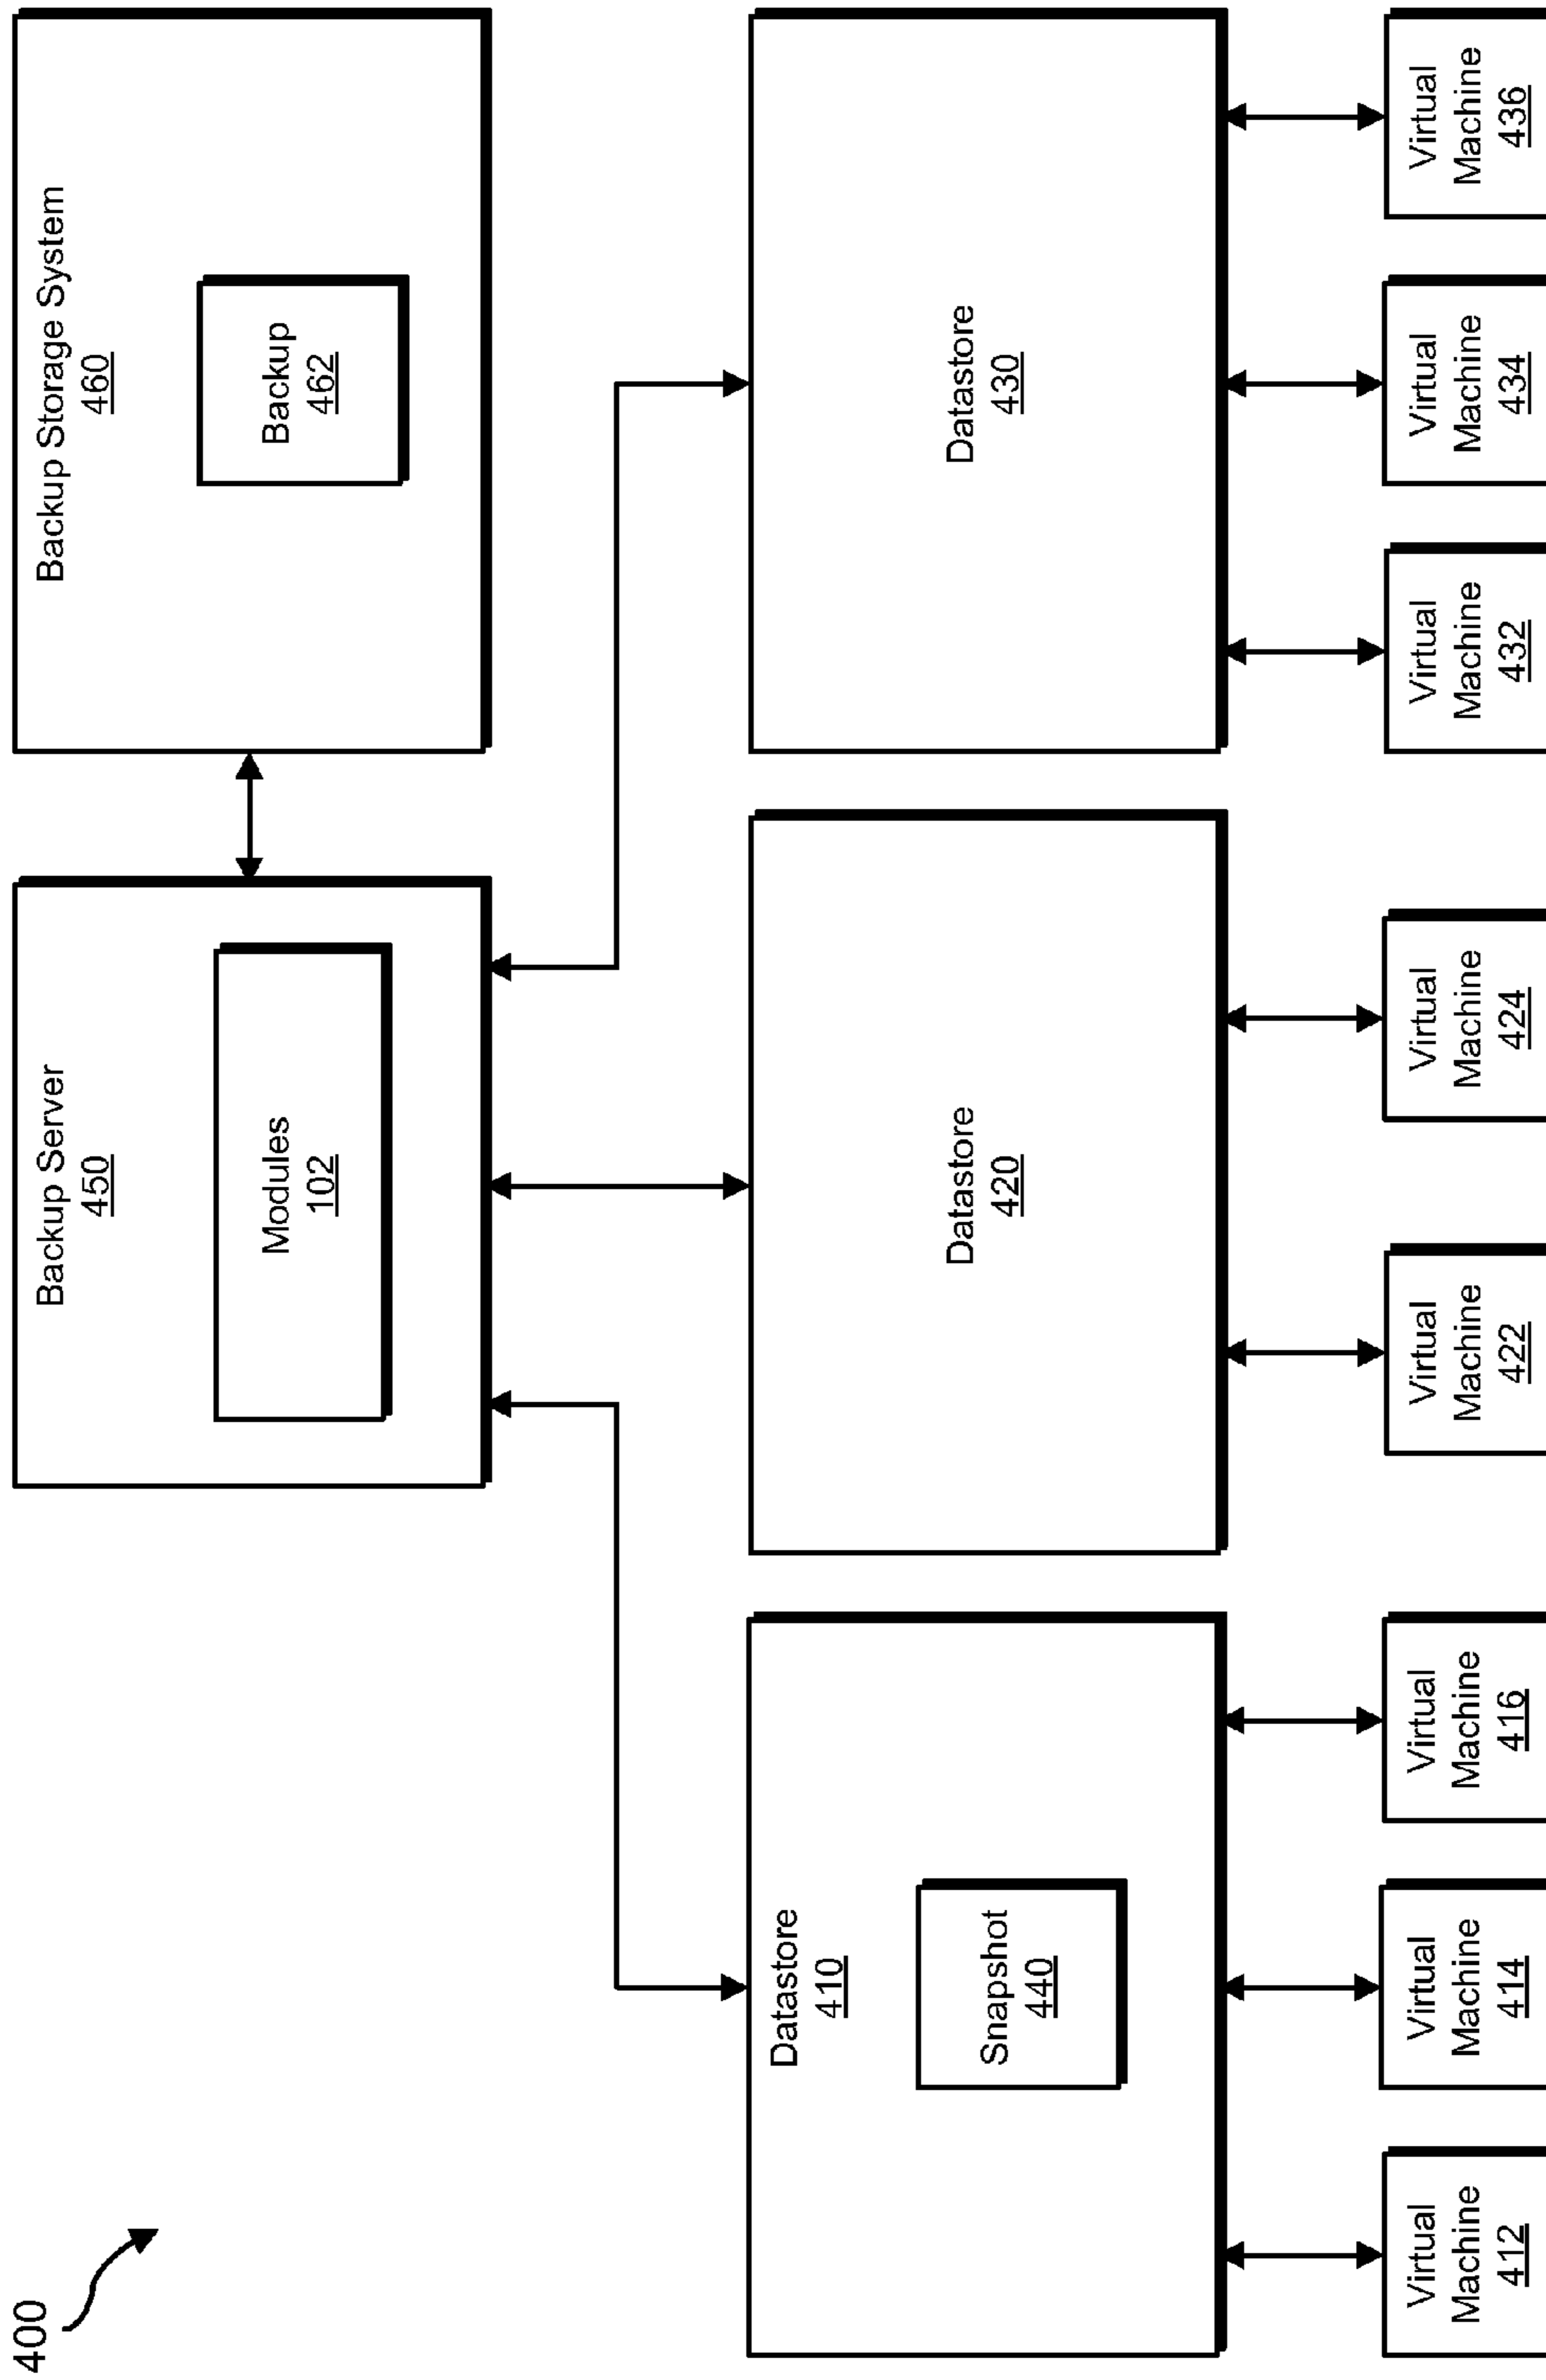 400
Backup Server
450
Modules
102
Backup Storage System
460
Backup
462
Datastore
410
Snapshot
440
Datastore
420
Datastore
430
Virtual
Machine
412
Virtual
Machine
414
Virtual
Machine
416
Virtual
Machine
422
Virtual
Machine
424
Virtual
Machine
432
Virtual
Machine
434
Virtual
Machine
436